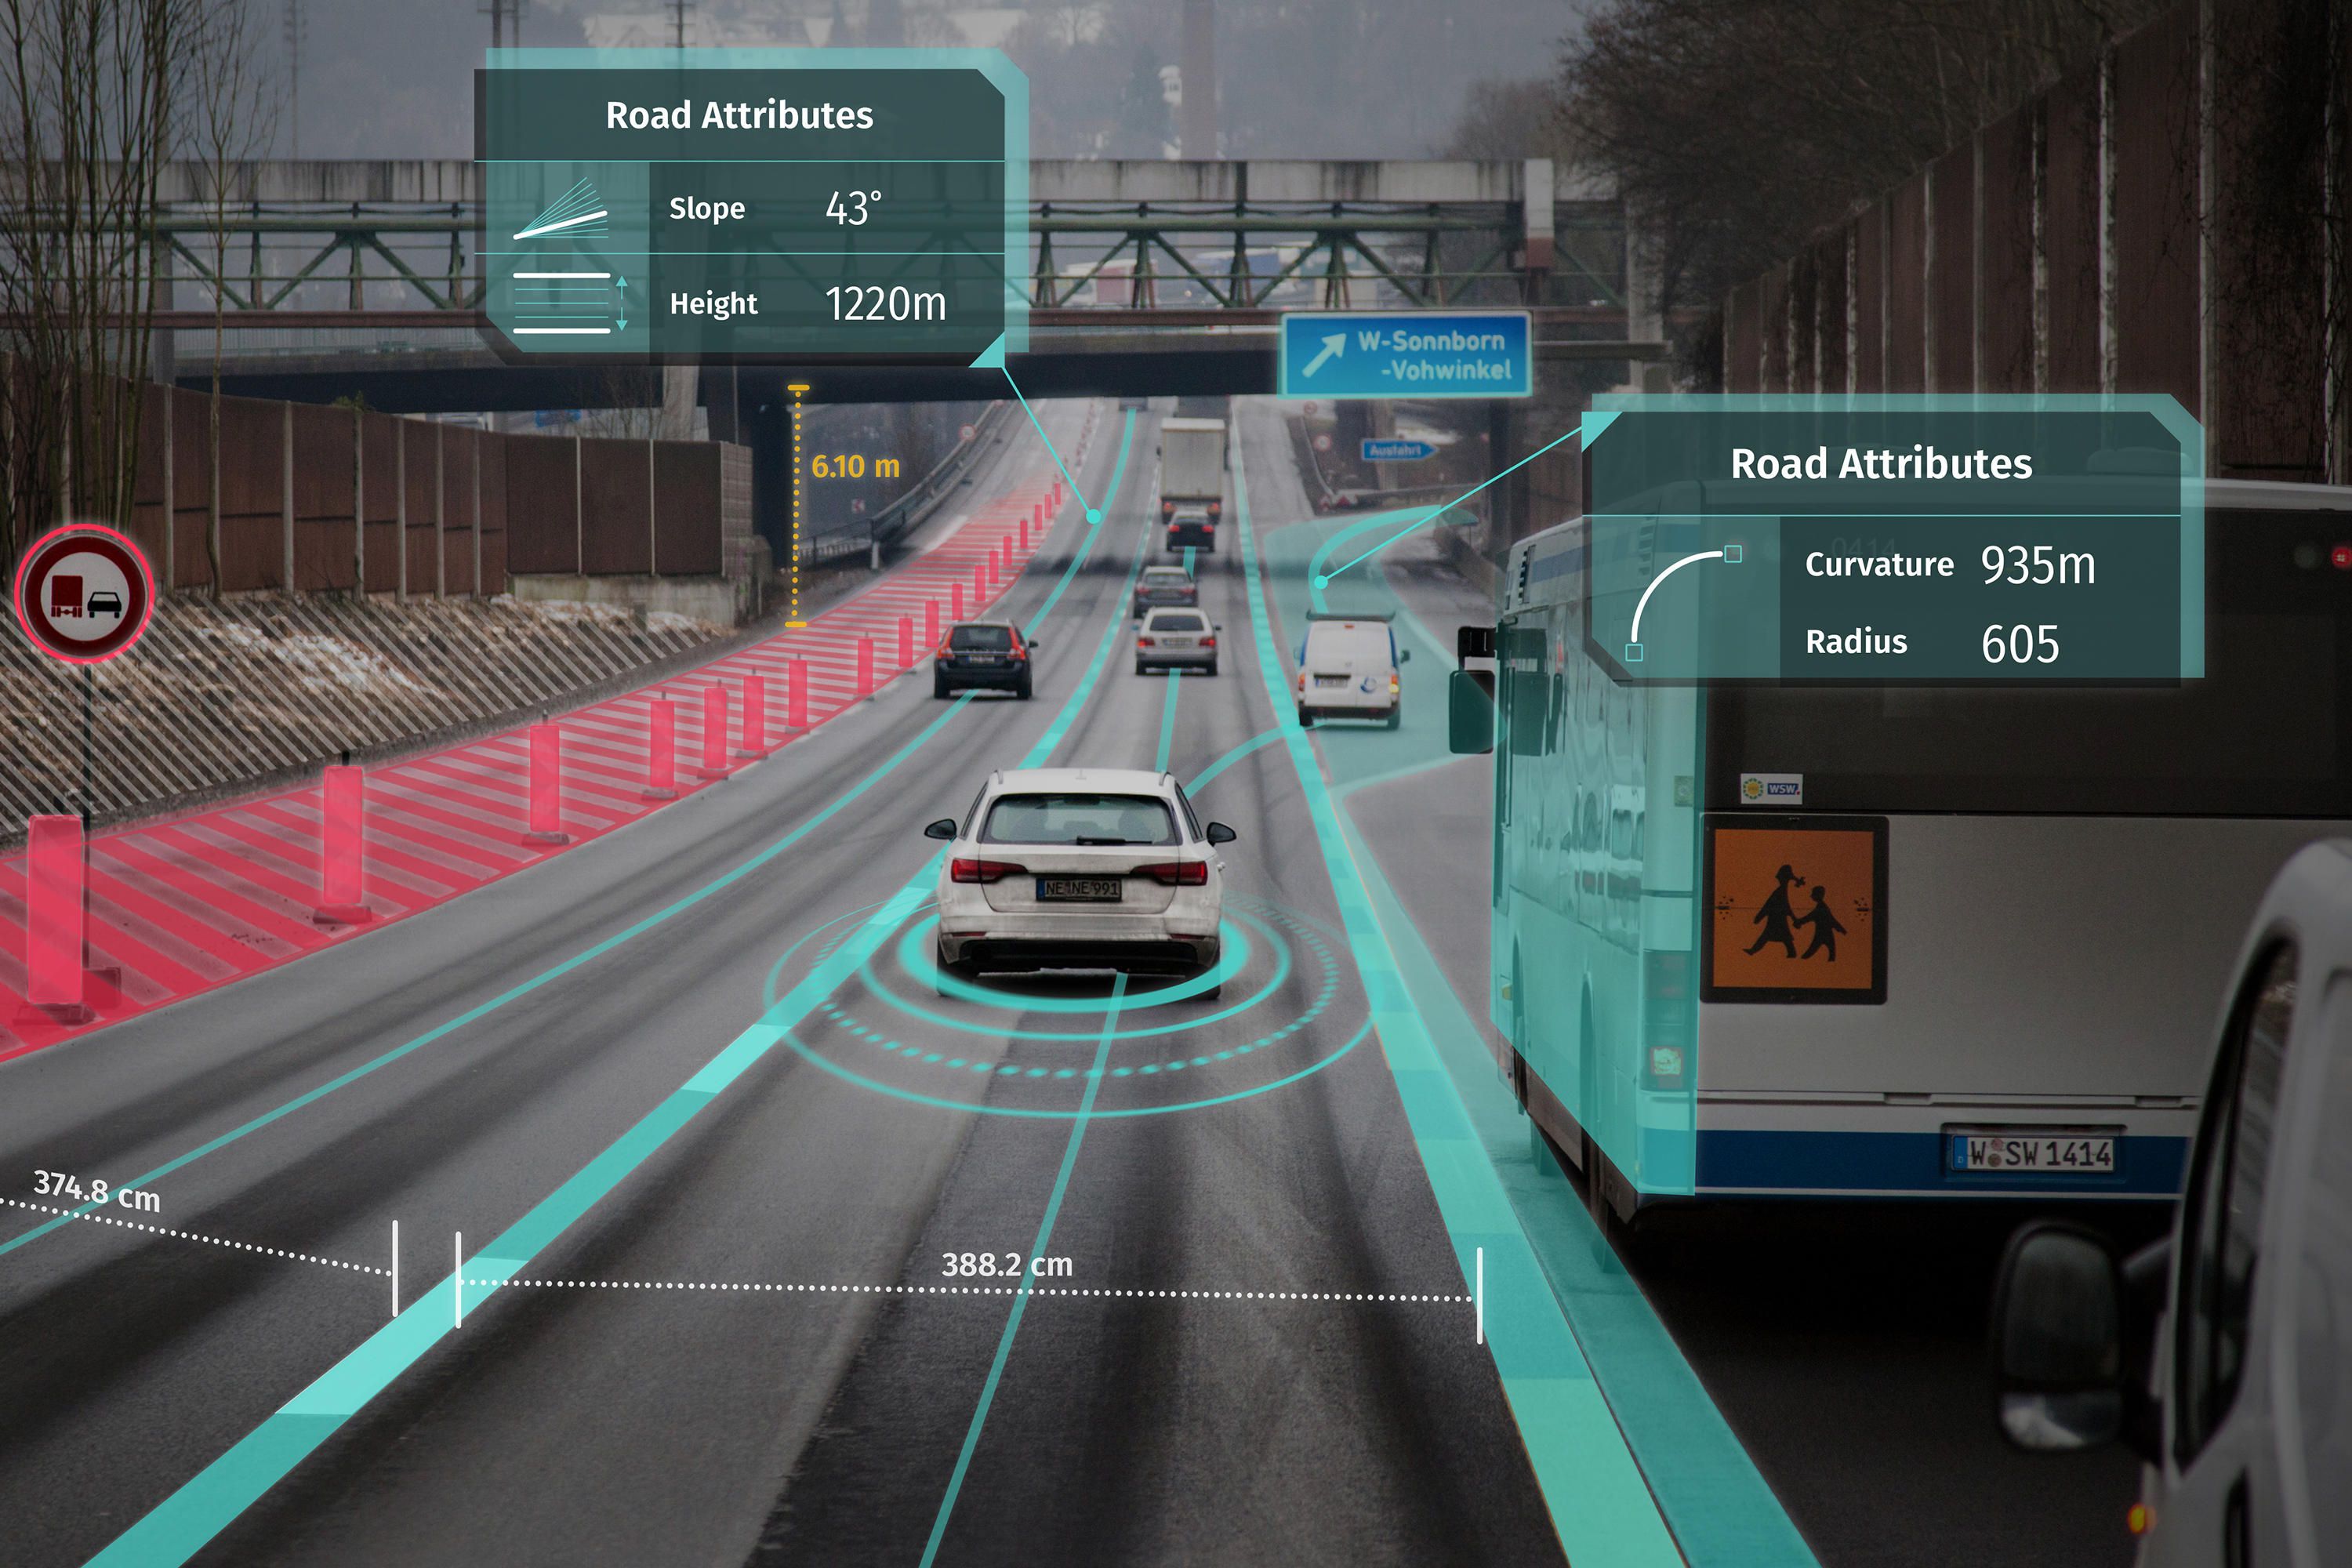 Road Attributes
Slope 43°
Height 1220m
W-Sonnborn
-Vohwinkel
Ausfahrt
6.10 m
Road Attributes
Curvature 935m
Radius 605
WSW.
NE NE 991
W SW 1414
374.8 cm
388.2 cm